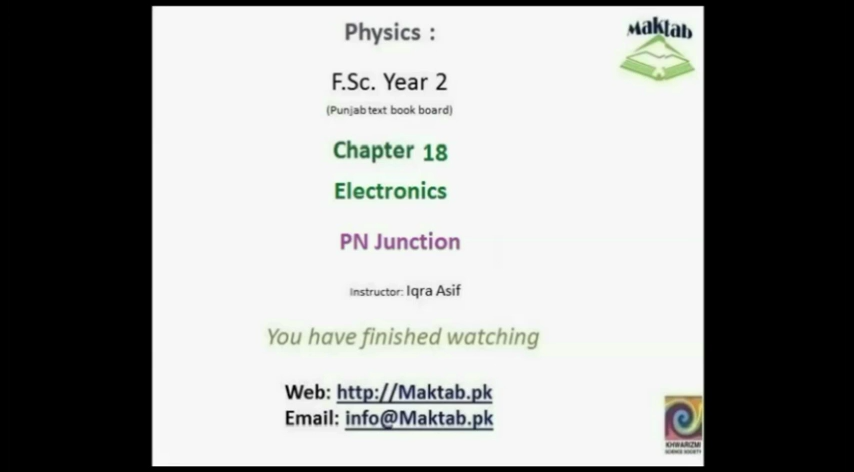 Physics :
Maktab
F.Sc. Year 2
(Punjab text book board)
Chapter 18
Electronics
PN Junction
Instructor: Iqra Asif
You have finished watching
Web: http://Maktab.pk
Email: info@Maktab.pk
KHWARIZMI
SCIENCE SOCIETY